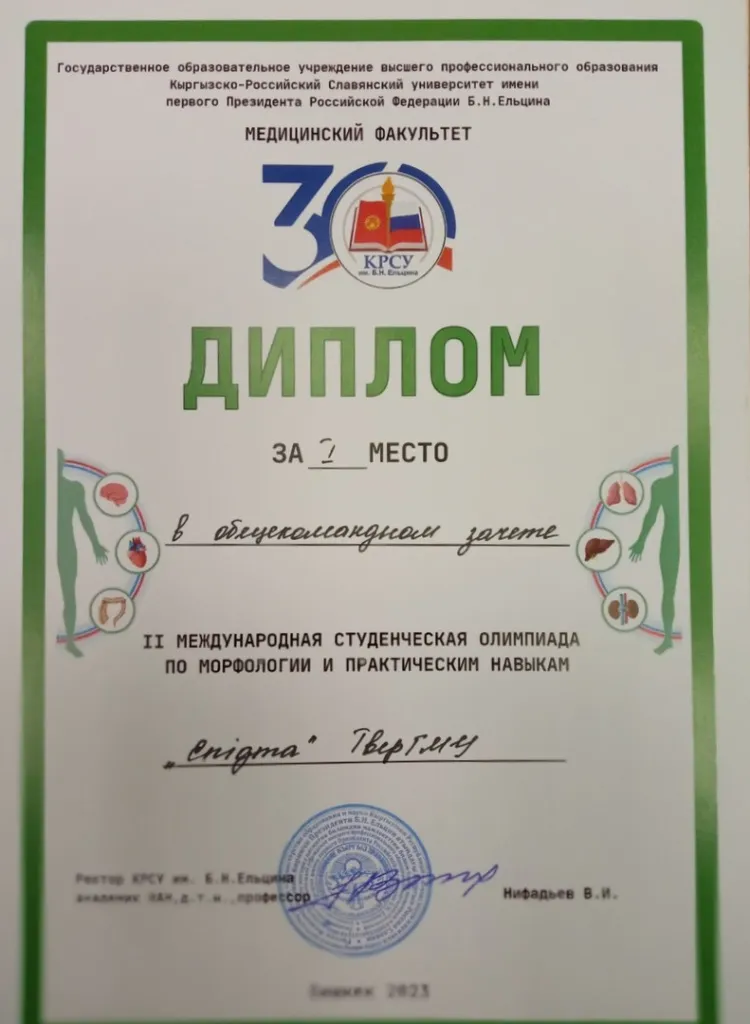 Государственное образовательное учреждение высшего профессионального образования
Кыргызско-Российский Славянский университет имени
первого Президента Российской Федерации Б.Н.Ельцина
МЕДИЦИНСКИЙ ФАКУЛЬТЕТ
30
КРСУ
им. Б.Н. Ельцина
ДИПЛОМ
ЗА I МЕСТО
в общекомандном зачете
II МЕЖДУНАРОДНАЯ СТУДЕНЧЕСКАЯ ОЛИМПИАДА
ПО МОРФОЛОГИИ И ПРАКТИЧЕСКИМ НАВЫКАМ
ТверГМУ
Ректор КРСУ им. Б.Н.Ельцина
академик НАН,д.т.н.,профессор
Нифадьев В.И.
Бишкек 2023